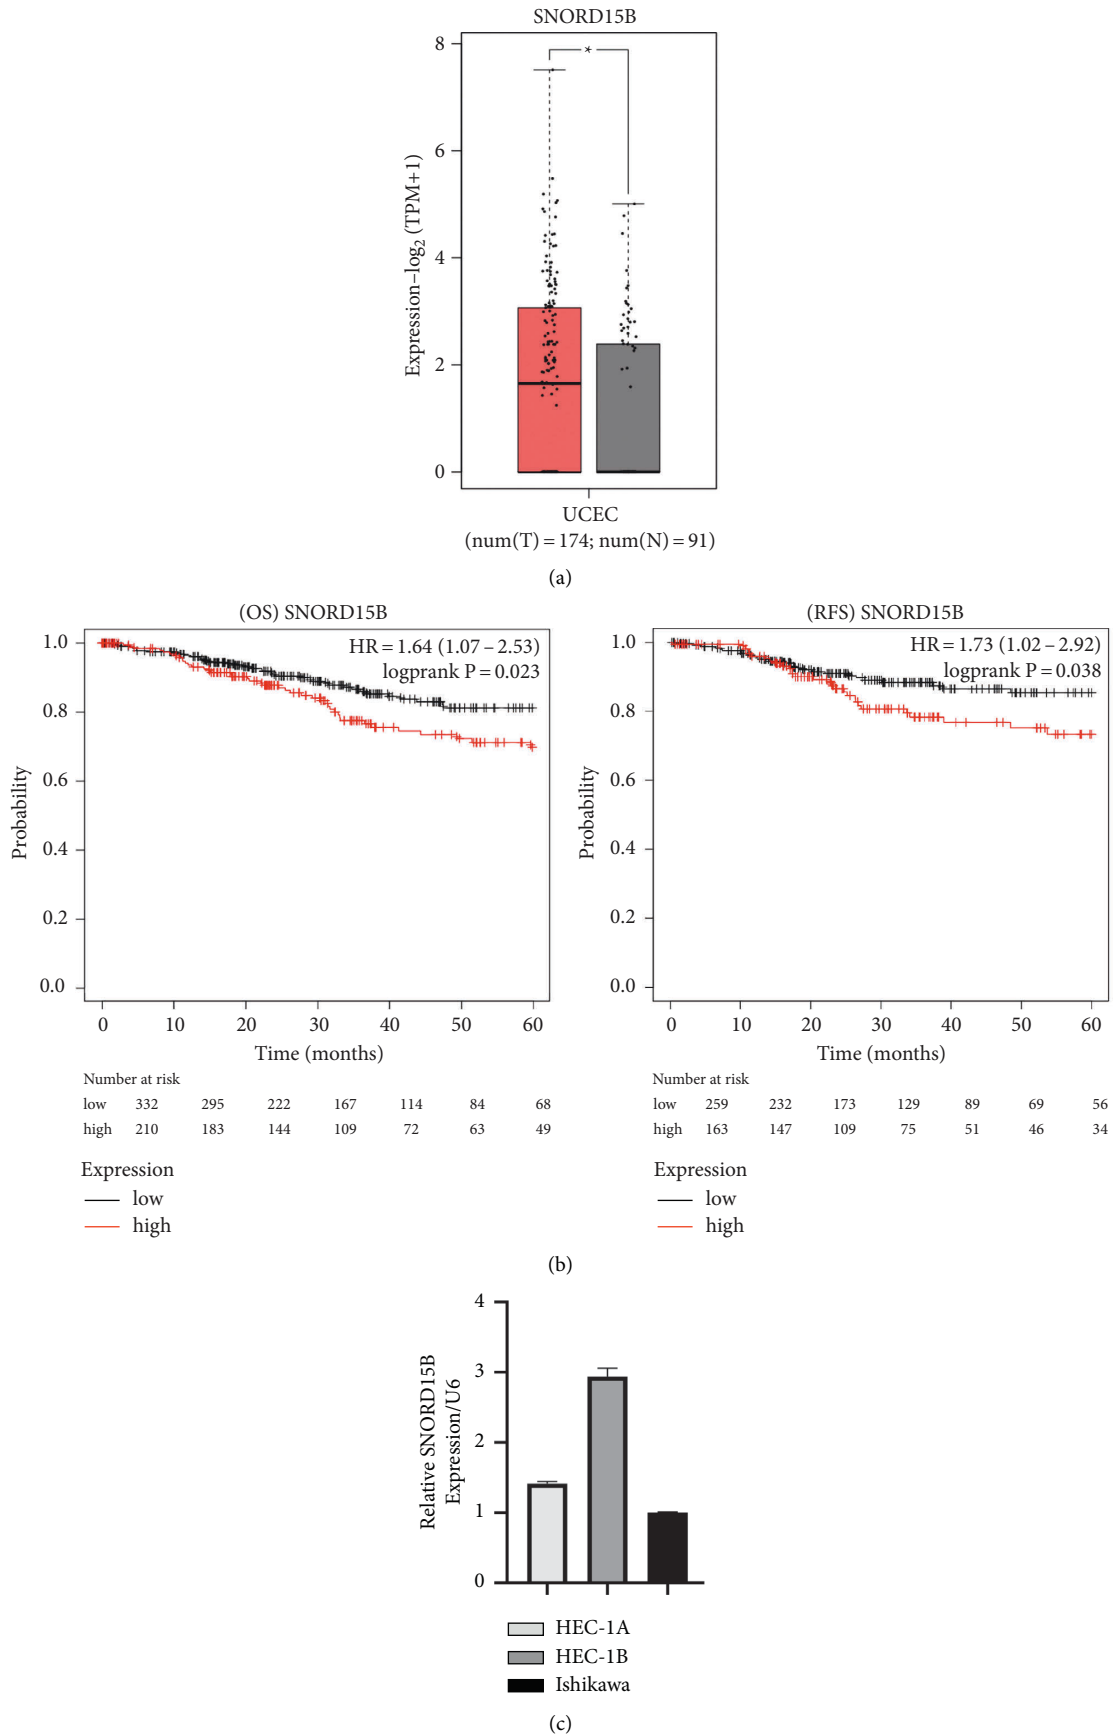 SNORD15B
*
8
6
4
2
0
Expression–log₂ (TPM+1)
UCEC
(num(T) = 174; num(N) = 91)
(a)
(OS) SNORD15B
HR = 1.64 (1.07 – 2.53)
logprank P = 0.023
1.0
0.8
0.6
0.4
0.2
0.0
Probability
0 10 20 30 40 50 60
Time (months)
Number at risk
low 332 295 222 167 114 84 68
high 210 183 144 109 72 63 49
Expression
low
high
(RFS) SNORD15B
HR = 1.73 (1.02 – 2.92)
logprank P = 0.038
1.0
0.8
0.6
0.4
0.2
0.0
Probability
0 10 20 30 40 50 60
Time (months)
Number at risk
low 259 232 173 129 89 69 56
high 163 147 109 75 51 46 34
Expression
low
high
(b)
4
3
2
1
0
Relative SNORD15B
Expression/U6
HEC-1A
HEC-1B
Ishikawa
(c)